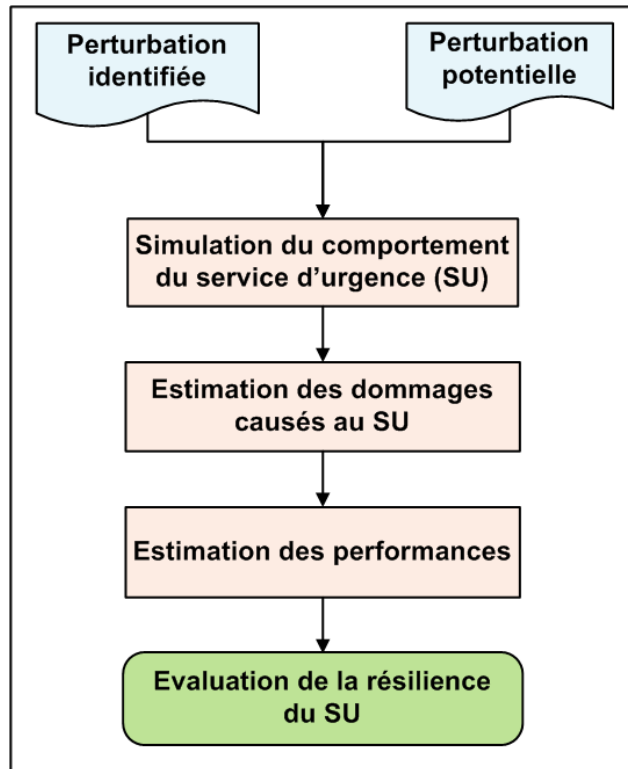 Perturbation
identifiée
Perturbation
potentielle
Simulation du comportement
du service d'urgence (SU)
Estimation des dommages
causés au SU
Estimation des performances
Evaluation de la résilience
du SU